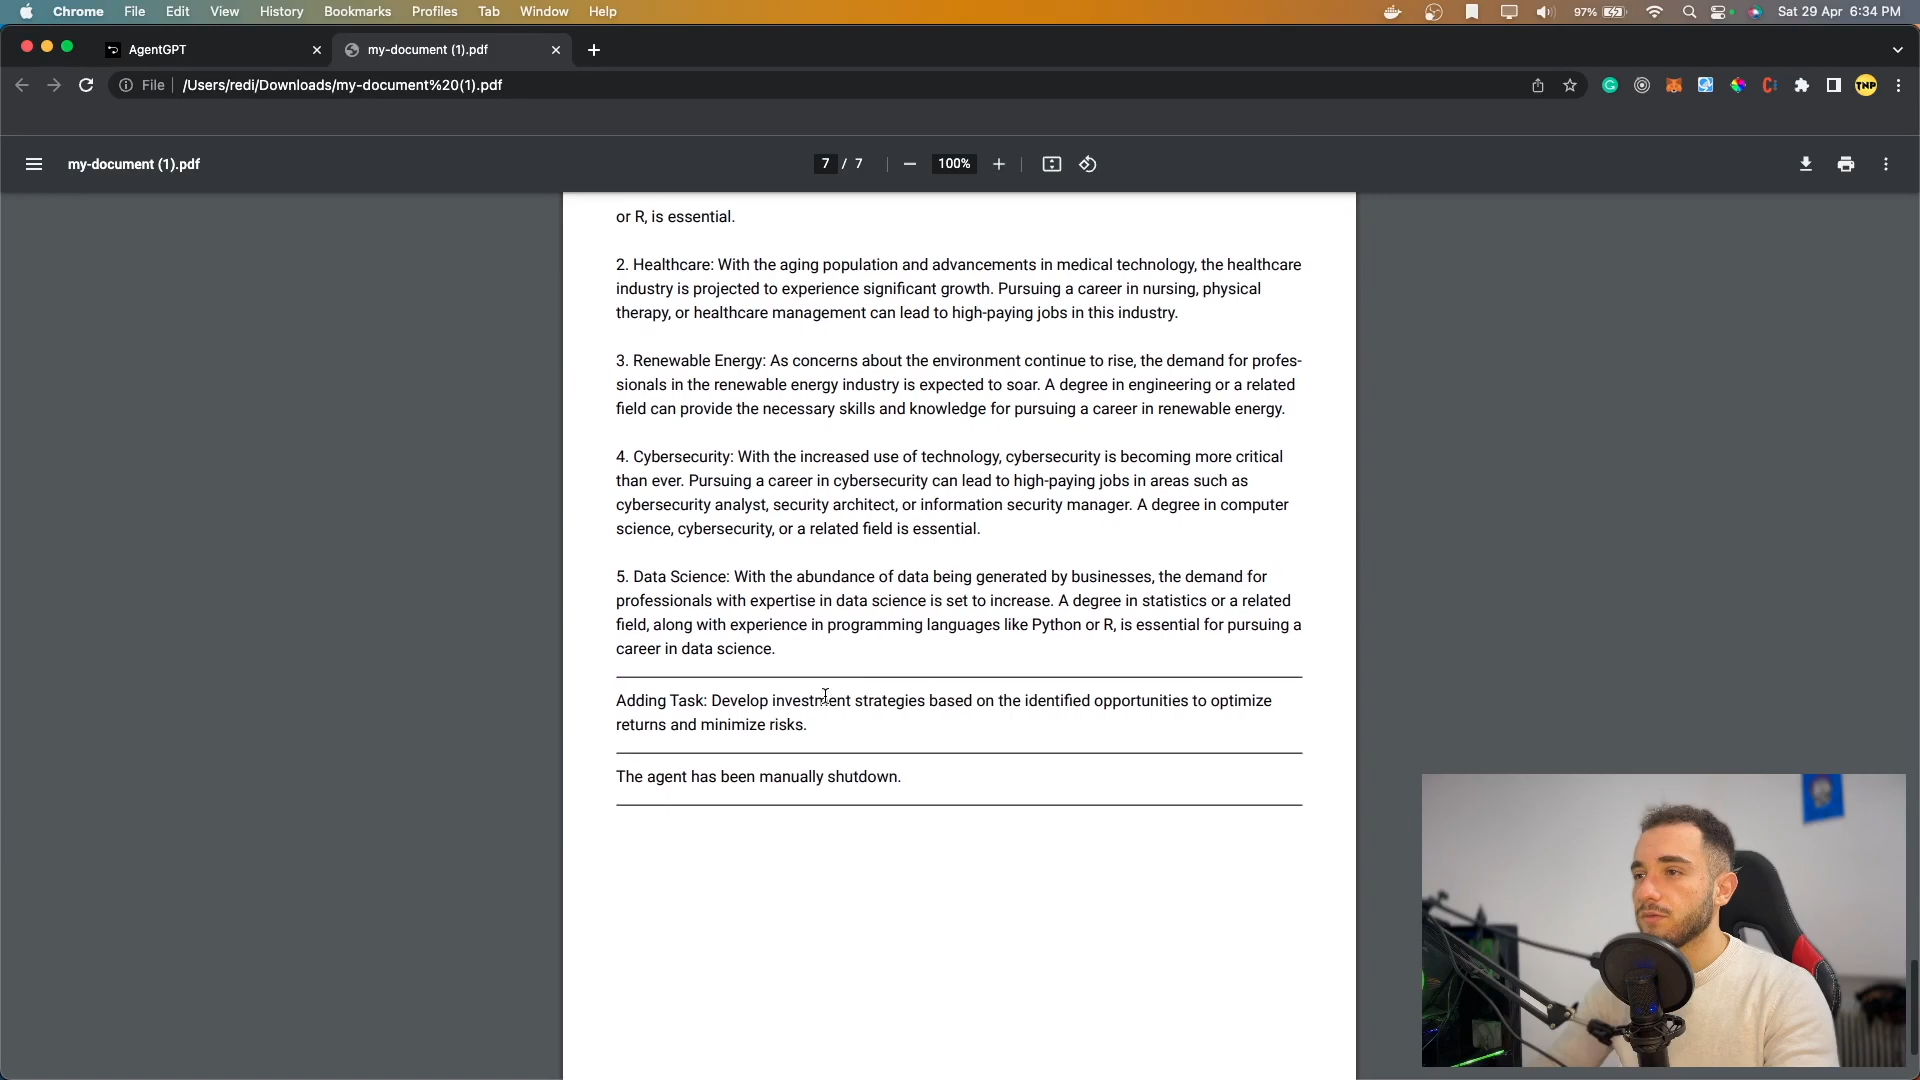 Chrome File Edit View History Bookmarks Profiles Tab Window Help 97% Sat 29 Apr 6:34 PM
AgentGPT my-document (1).pdf
File /Users/redi/Downloads/my-document%20(1).pdf TNP
my-document (1).pdf 7 / 7 100%
or R, is essential.
2. Healthcare: With the aging population and advancements in medical technology, the healthcare
industry is projected to experience significant growth. Pursuing a career in nursing, physical
therapy, or healthcare management can lead to high-paying jobs in this industry.
3. Renewable Energy: As concerns about the environment continue to rise, the demand for profes-
sionals in the renewable energy industry is expected to soar. A degree in engineering or a related
field can provide the necessary skills and knowledge for pursuing a career in renewable energy.
4. Cybersecurity: With the increased use of technology, cybersecurity is becoming more critical
than ever. Pursuing a career in cybersecurity can lead to high-paying jobs in areas such as
cybersecurity analyst, security architect, or information security manager. A degree in computer
science, cybersecurity, or a related field is essential.
5. Data Science: With the abundance of data being generated by businesses, the demand for
professionals with expertise in data science is set to increase. A degree in statistics or a related
field, along with experience in programming languages like Python or R, is essential for pursuing a
career in data science.
Adding Task: Develop investment strategies based on the identified opportunities to optimize
returns and minimize risks.
The agent has been manually shutdown.